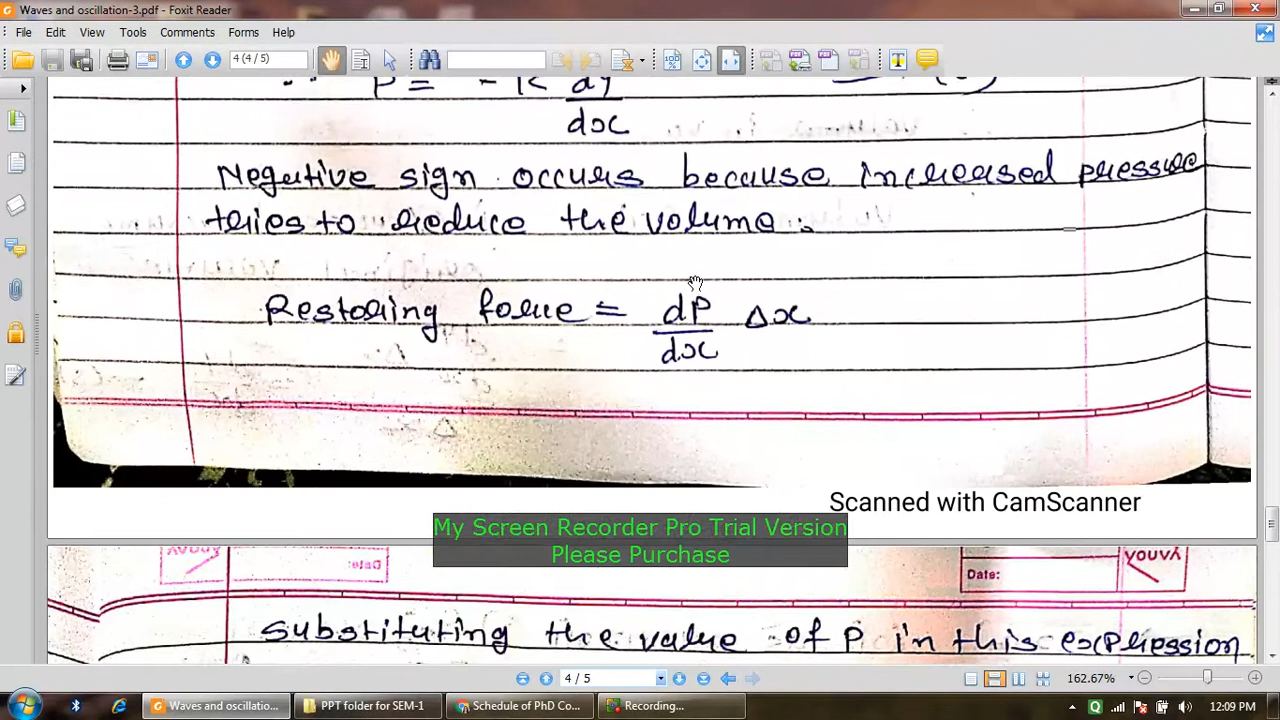 Waves and oscillation-3.pdf - Foxit Reader
File Edit View Tools Comments Forms Help
4 (4 / 5)
P = - K dy
dx
Negative sign occurs because increased pressure
tries to reduce the volume.
Restoring force = dP Δx
dx
Scanned with CamScanner
My Screen Recorder Pro Trial Version
Please Purchase
Date:
YOUVA
Substituting the value of P in this expression
4 / 5
162.67%
Waves and oscillatio...
PPT folder for SEM-1
Schedule of PhD Co...
Recording...
12:09 PM